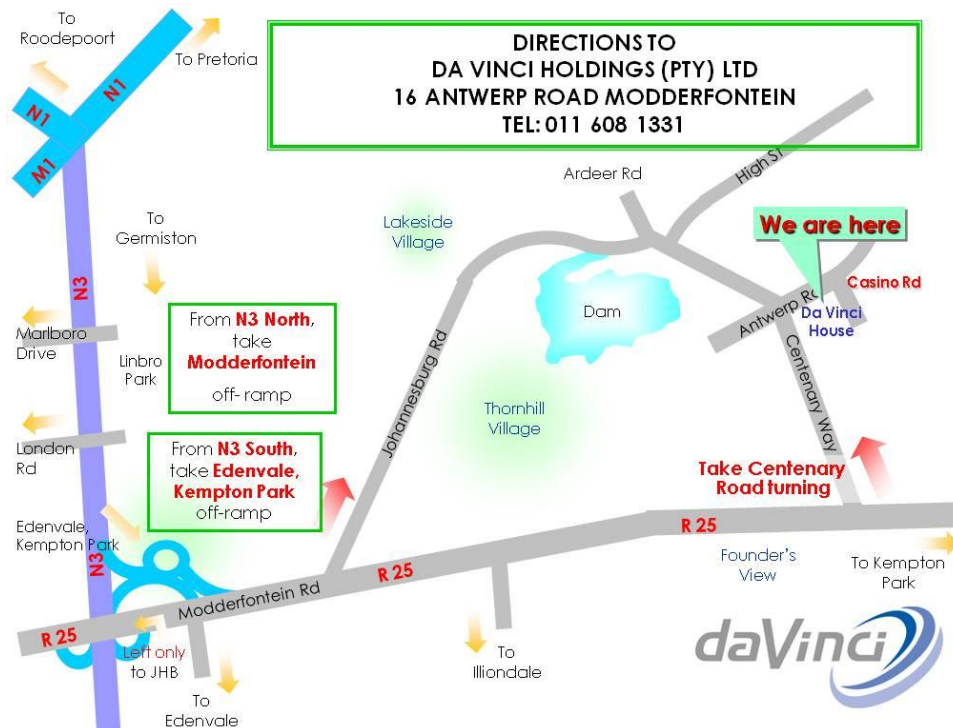 To
Roodepoort
To Pretoria
N1
N1
M1
DIRECTIONS TO
DA VINCI HOLDINGS (PTY) LTD
16 ANTWERP ROAD MODDERFONTEIN
TEL: 011 608 1331
Ardeer Rd
High St
To
Germiston
Lakeside
Village
We are here
N3
Casino Rd
Antwerp Rd
Da Vinci
House
Marlboro
Drive
Linbro
Park
From N3 North,
take
Modderfontein
off-ramp
Dam
Johannesburg Rd
Centenary Way
Thornhill
Village
London
Rd
From N3 South,
take Edenvale,
Kempton Park
off-ramp
Take Centenary
Road turning
Edenvale,
Kempton Park
N3
R 25
R 25
Founder's
View
To Kempton
Park
Modderfontein Rd
R 25
Left only
to JHB
To
Illiondale
To
Edenvale
daVinci